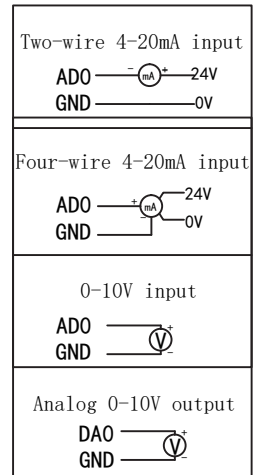 Two-wire 4-20mA input
AD0 - mA + 24V
GND 0V
Four-wire 4-20mA input
24V
AD0 + mA
- 0V
GND
0-10V input
AD0 +
V
GND -
Analog 0-10V output
DA0 +
V
GND -